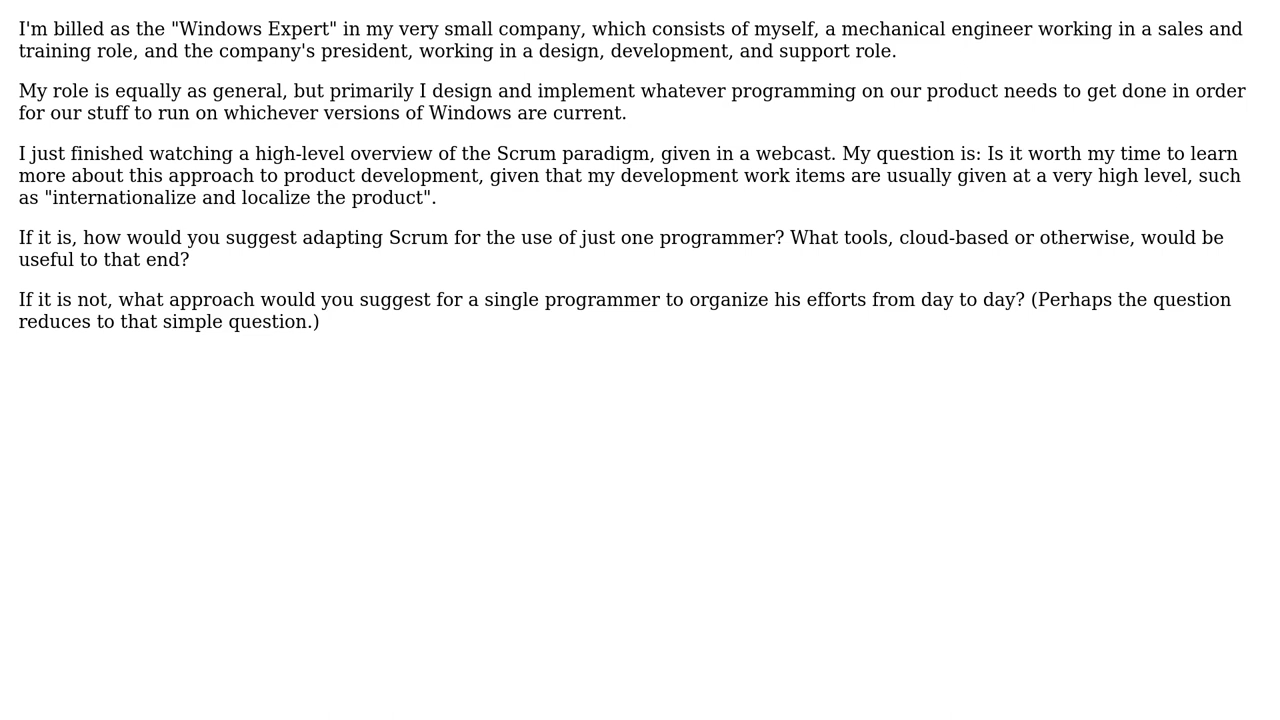 I'm billed as the "Windows Expert" in my very small company, which consists of myself, a mechanical engineer working in a sales and
training role, and the company's president, working in a design, development, and support role.
My role is equally as general, but primarily I design and implement whatever programming on our product needs to get done in order
for our stuff to run on whichever versions of Windows are current.
I just finished watching a high-level overview of the Scrum paradigm, given in a webcast. My question is: Is it worth my time to learn
more about this approach to product development, given that my development work items are usually given at a very high level, such
as "internationalize and localize the product".
If it is, how would you suggest adapting Scrum for the use of just one programmer? What tools, cloud-based or otherwise, would be
useful to that end?
If it is not, what approach would you suggest for a single programmer to organize his efforts from day to day? (Perhaps the question
reduces to that simple question.)